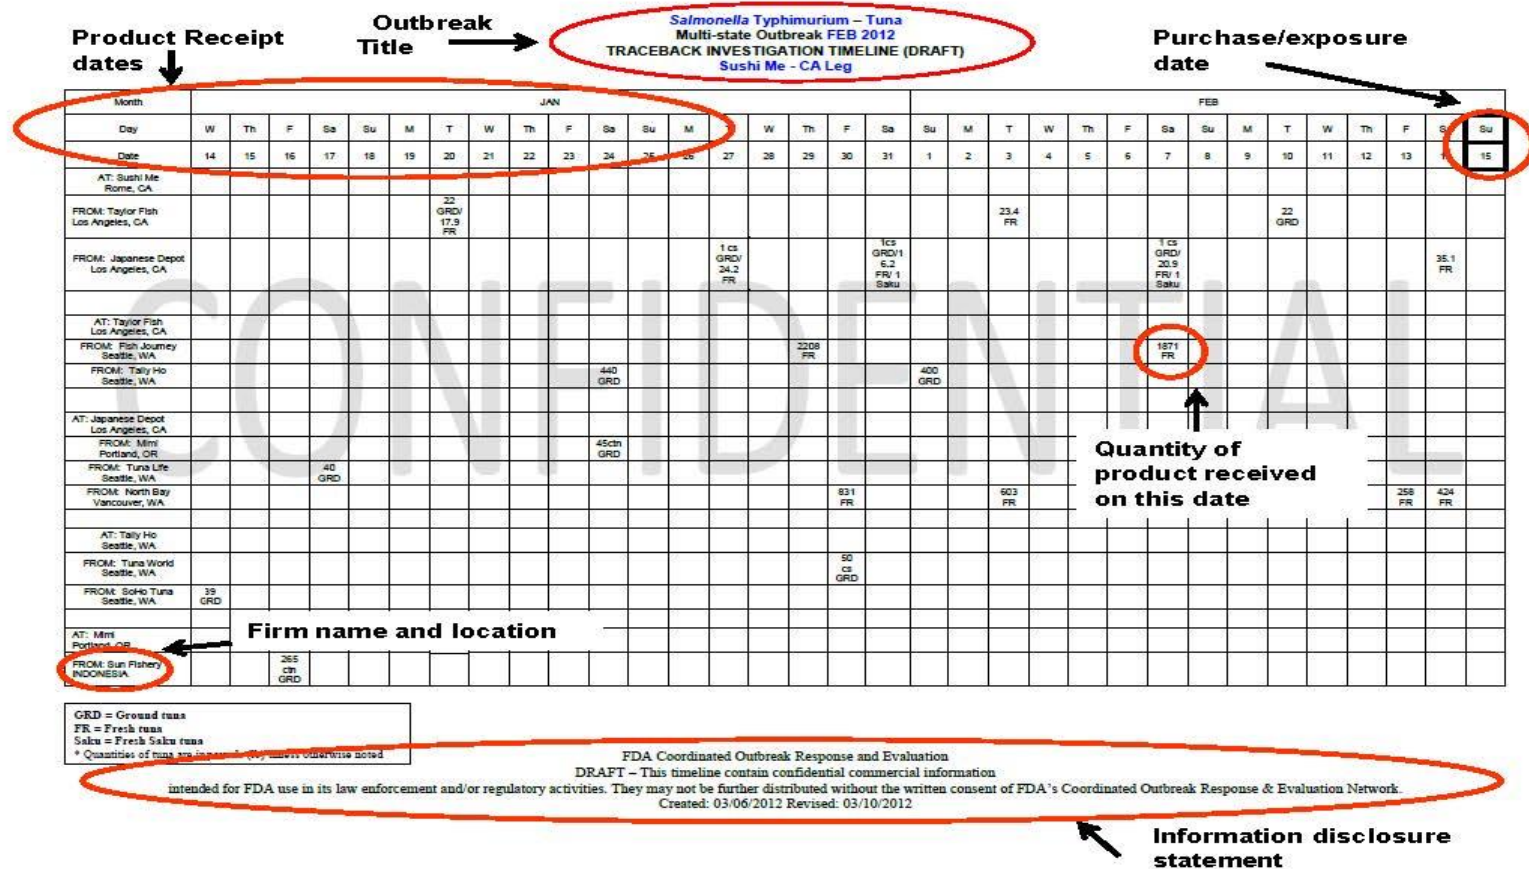 Salmonella Typhimurium – Tuna
Multi-state Outbreak FEB 2012
TRACEBACK INVESTIGATION TIMELINE (DRAFT)
Sushi Me - CA Leg
Outbreak
Title
Product Receipt
dates
Purchase/exposure
date
Month JAN FEB
Day W Th F Sa Su M T W Th F Sa Su M W Th F Sa Su M T W Th F Sa Su M T W Th F Su
Date 14 15 16 17 18 19 20 21 22 23 24 25 26 27 28 29 30 31 1 2 3 4 5 6 7 8 9 10 11 12 13 15
AT: Sushi Me
Rome, CA
FROM: Taylor Fish
Los Angeles, CA
22
GRD/
17.9
FR
23.4
FR
22
GRD
FROM: Japanese Depot
Los Angeles, CA
1 cs
GRD/
24.2
FR
1cs
GRD/1
6.2
FR/ 1
Saku
1 cs
GRD/
20.9
FR/ 1
Saku
35.1
FR
AT: Taylor Fish
Los Angeles, CA
FROM: Fish Journey
Seattle, WA
2208
FR
1871
FR
FROM: Tally Ho
Seattle, WA
440
GRD
400
GRD
AT: Japanese Depot
Los Angeles, CA
FROM: Mimi
Portland, OR
45ctn
GRD
FROM: Tuna Life
Seattle, WA
40
GRD
FROM: North Bay
Vancouver, WA
831
FR
603
FR
258
FR
424
FR
AT: Tally Ho
Seattle, WA
FROM: Tuna World
Seattle, WA
50
cs
GRD
FROM: SoHo Tuna
Seattle, WA
39
GRD
AT: Mimi
Portland, OR
FROM: Sun Fishery
INDONESIA
265
ctn
GRD
CONFIDENTIAL
Quantity of
product received
on this date
Firm name and location
GRD = Ground tuna
FR = Fresh tuna
Saku = Fresh Saku tuna
* Quantities of tuna are in unless otherwise noted
FDA Coordinated Outbreak Response and Evaluation
DRAFT – This timeline contain confidential commercial information
intended for FDA use in its law enforcement and/or regulatory activities. They may not be further distributed without the written consent of FDA's Coordinated Outbreak Response & Evaluation Network.
Created: 03/06/2012 Revised: 03/10/2012
Information disclosure
statement